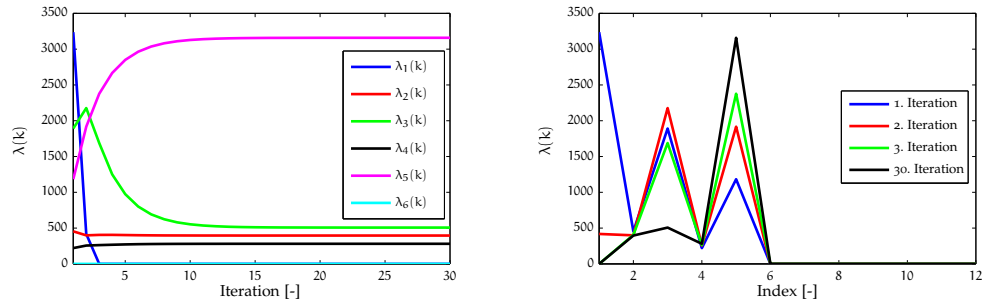 3500
3000
2500
2000
1500
1000
500
0
λ(k)
5
10
15
20
25
30
Iteration [-]
λ1(k)
λ2(k)
λ3(k)
λ4(k)
λ5(k)
λ6(k)
3500
3000
2500
2000
1500
1000
500
0
λ(k)
2
4
6
8
10
12
Index [-]
1. Iteration
2. Iteration
3. Iteration
30. Iteration